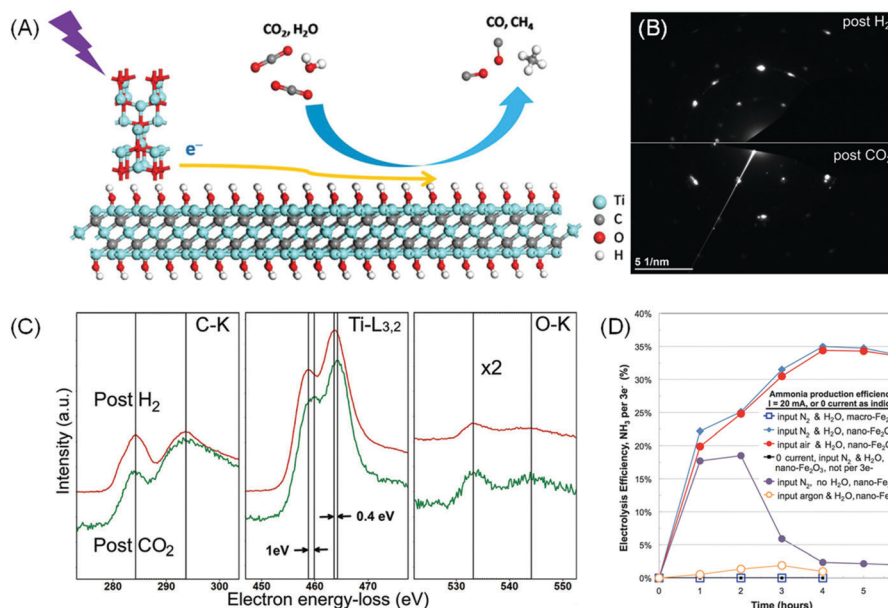 (A)
CO₂, H₂O
CO, CH₄
e⁻
Ti
C
O
H
(B)
post H₂
post CO₂
5 1/nm
(C)
C-K
Ti-L₃,₂
O-K
x2
Post H₂
Post CO₂
0.4 eV
1eV
Intensity (a.u.)
280 290 450 460 470 530 540 550
Electron energy-loss (eV)
(D)
Electrolysis Efficiency, NH₃ per 3e⁻ (%)
40%
35%
30%
25%
20%
15%
10%
5%
0%
Ammonia production efficien
I = 20 mA, or 0 current as indic
input N₂ & H₂O, macro-Fe₂
input N₂ & H₂O, nano-Fe₂O
input air & H₂O, nano-Fe₂O
0 current, input N₂ & H₂O,
nano-Fe₂O₃, not per 3e-
input N₂, no H₂O, nano-Fe₂
input argon & H₂O, nano-Fe
0 1 2 3 4 5
Time (hours)